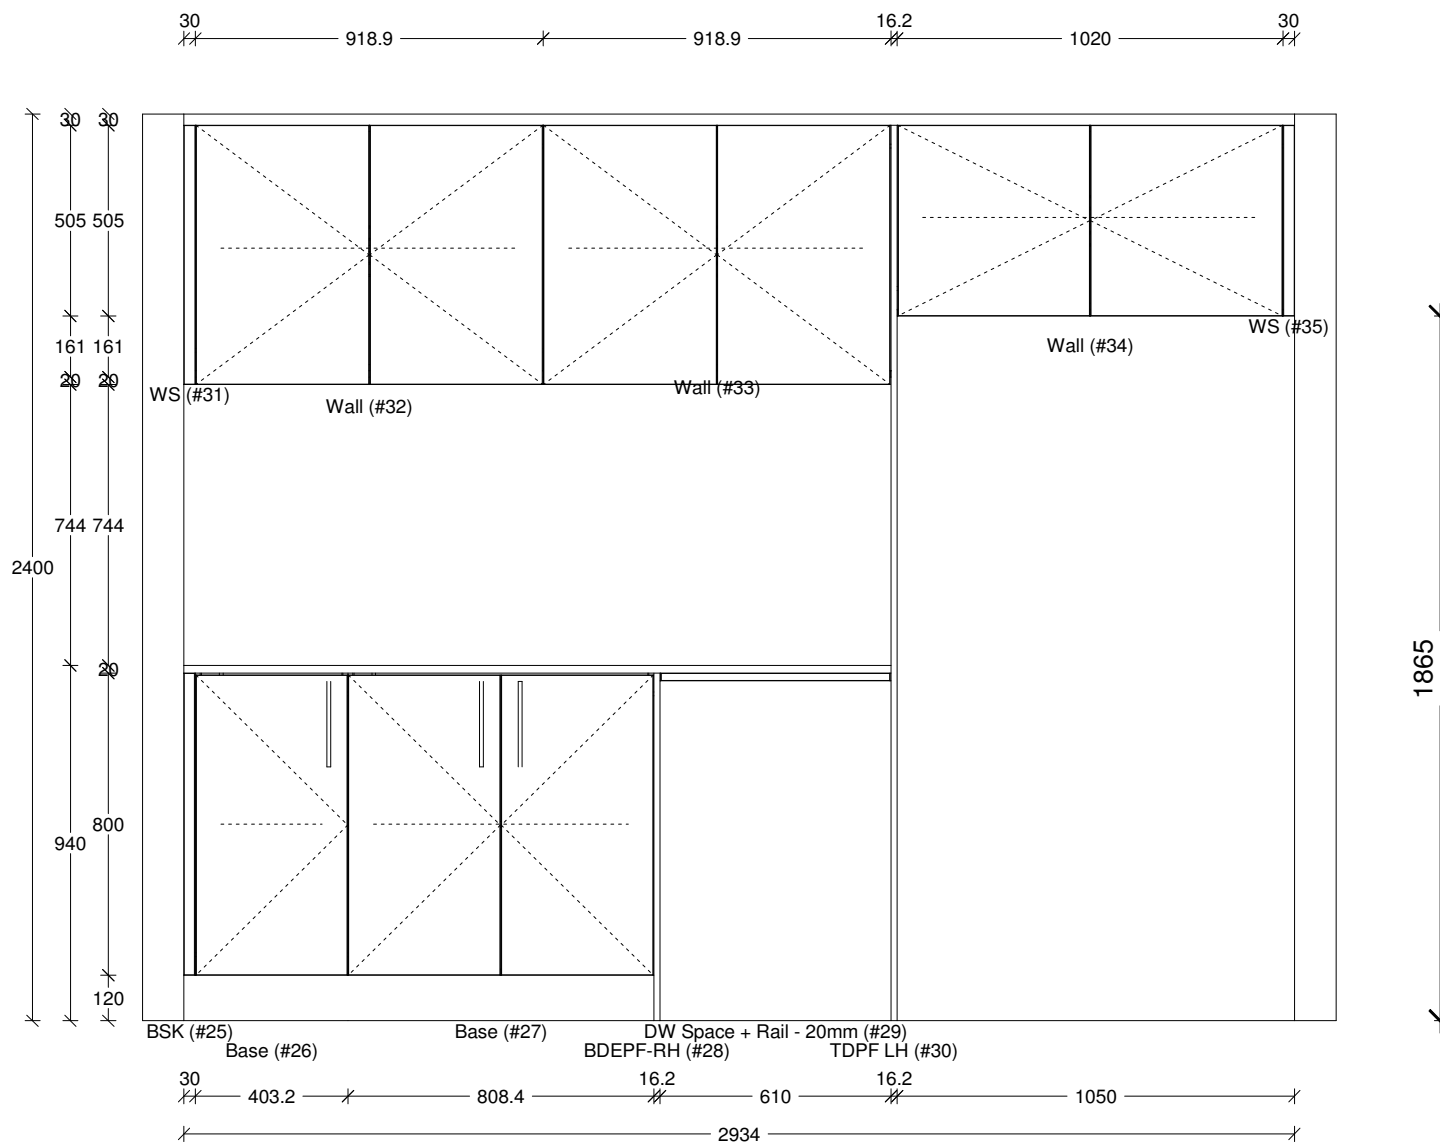 30 16.2 30
918.9 918.9 1020
30 30
505 505
161 161
20 20
WS (#31)
Wall (#32)
Wall (#33)
Wall (#34)
WS (#35)
744 744
2400
20
1865
800
940
120
BSK (#25) Base (#27) DW Space + Rail - 20mm (#29)
Base (#26) BDEPF-RH (#28) TDPF LH (#30)
30 16.2 16.2
403.2 808.4 610 1050
2934